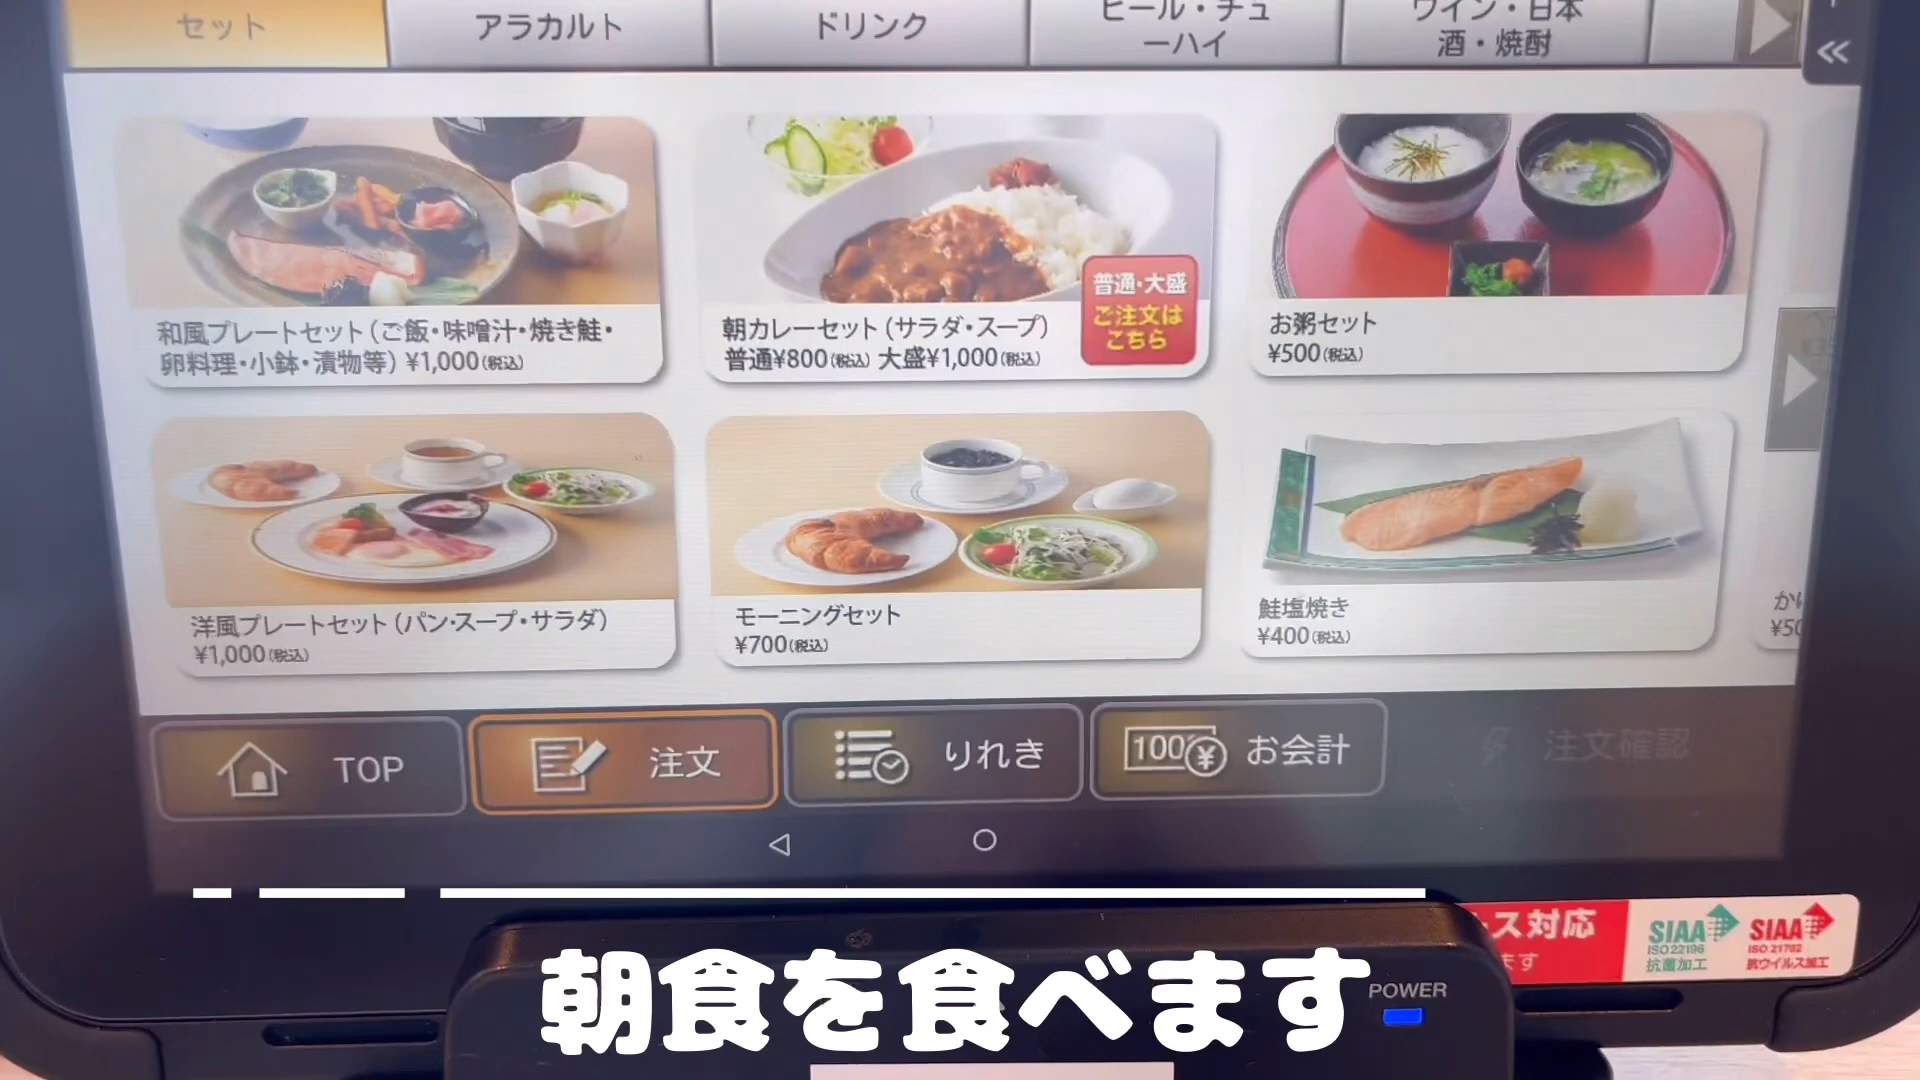 セット
アラカルト
ドリンク
ビール・チュ
ーハイ
ワイン・日本
酒・焼酎
和風プレートセット(ご飯・味噌汁・焼き鮭・
卵料理・小鉢・漬物等) ¥1,000(税込)
朝カレーセット(サラダ・スープ)
普通¥800(税込) 大盛¥1,000(税込)
普通・大盛
ご注文は
こちら
お粥セット
¥500(税込)
洋風プレートセット(パン・スープ・サラダ)
¥1,000(税込)
モーニングセット
¥700(税込)
鮭塩焼き
¥400(税込)
TOP
注文
りれき
100¥
お会計
注文確認
ス対応
ます
SIAA
ISO 22196
抗菌加工
SIAA
ISO 21702
抗ウイルス加工
朝食を食べます
POWER